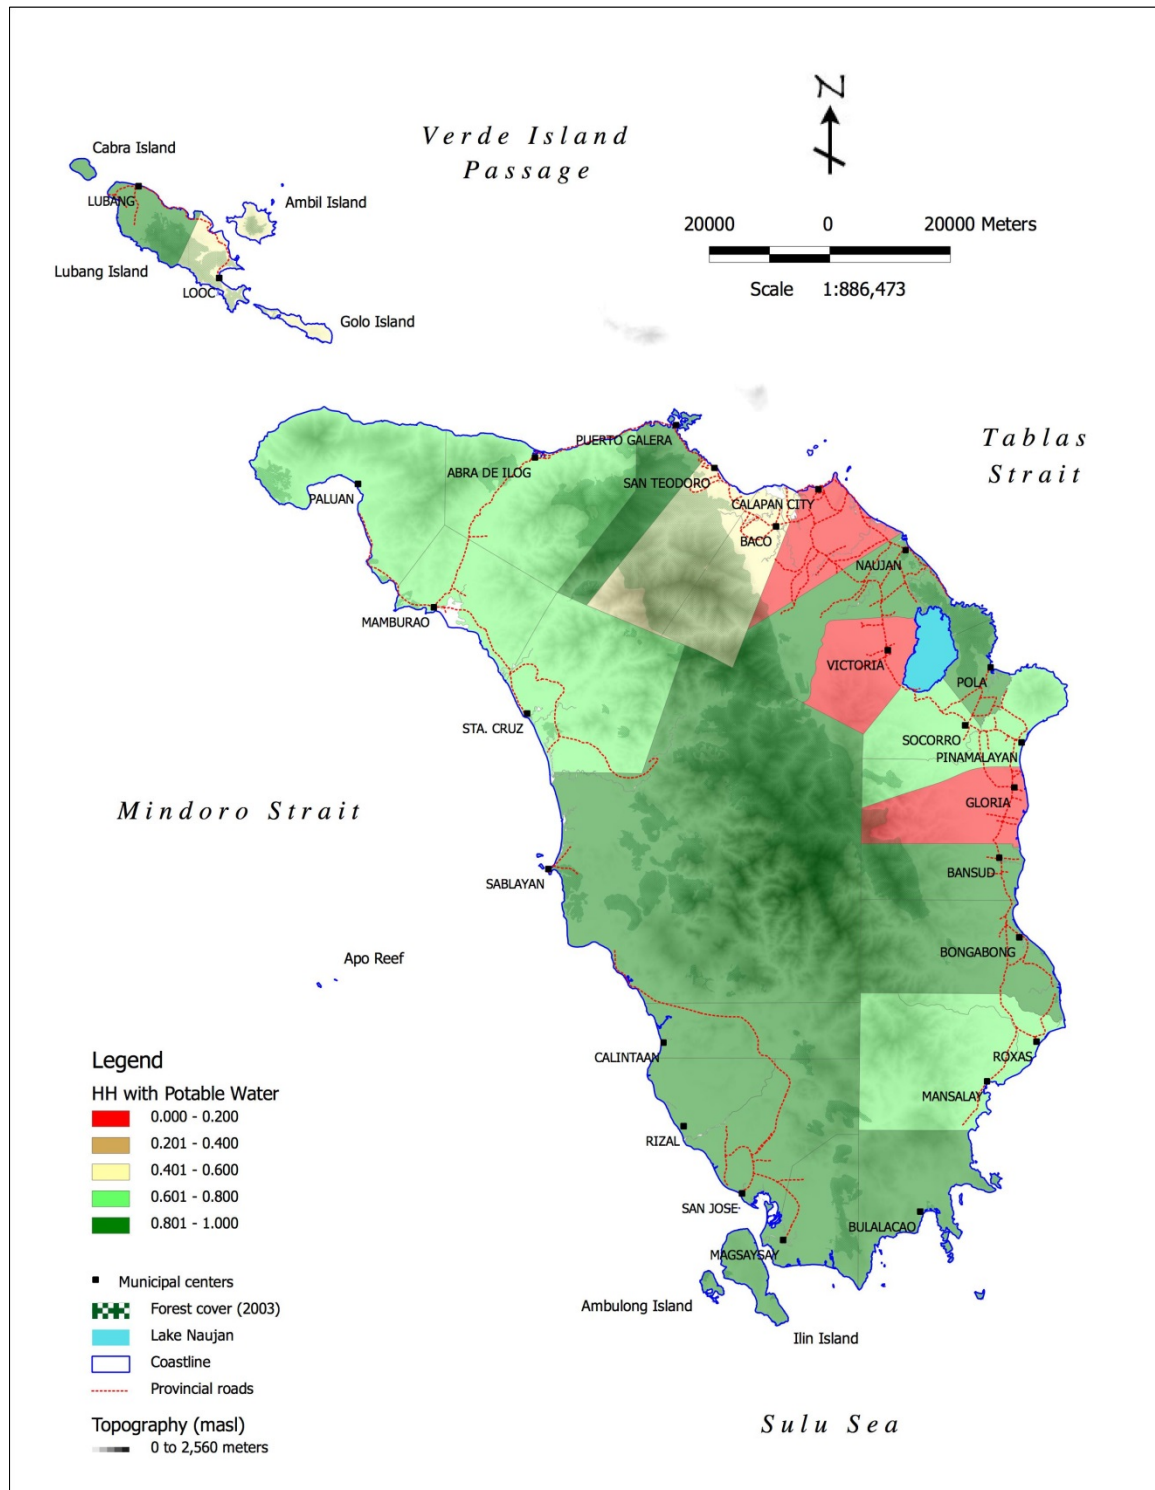 Verde Island
Passage
Cabra Island
LUBANG
Ambil Island
Lubang Island
LOOC
Golo Island
N
20000 0 20000 Meters
Scale 1:886,473
Tablas
Strait
PUERTO GALERA
ABRA DE ILOG
SAN TEODORO
PALUAN
CALAPAN CITY
BACO
NAUJAN
MAMBURAO
VICTORIA
POLA
STA. CRUZ
SOCORRO
PINAMALAYAN
GLORIA
Mindoro Strait
BANSUD
SABLAYAN
BONGABONG
Apo Reef
CALINTAAN
ROXAS
MANSALAY
RIZAL
SAN JOSE
BULALACAO
MAGSAYSAY
Ambulong Island
Ilin Island
Sulu Sea
Legend
HH with Potable Water
0.000 - 0.200
0.201 - 0.400
0.401 - 0.600
0.601 - 0.800
0.801 - 1.000
Municipal centers
Forest cover (2003)
Lake Naujan
Coastline
Provincial roads
Topography (masl)
0 to 2,560 meters